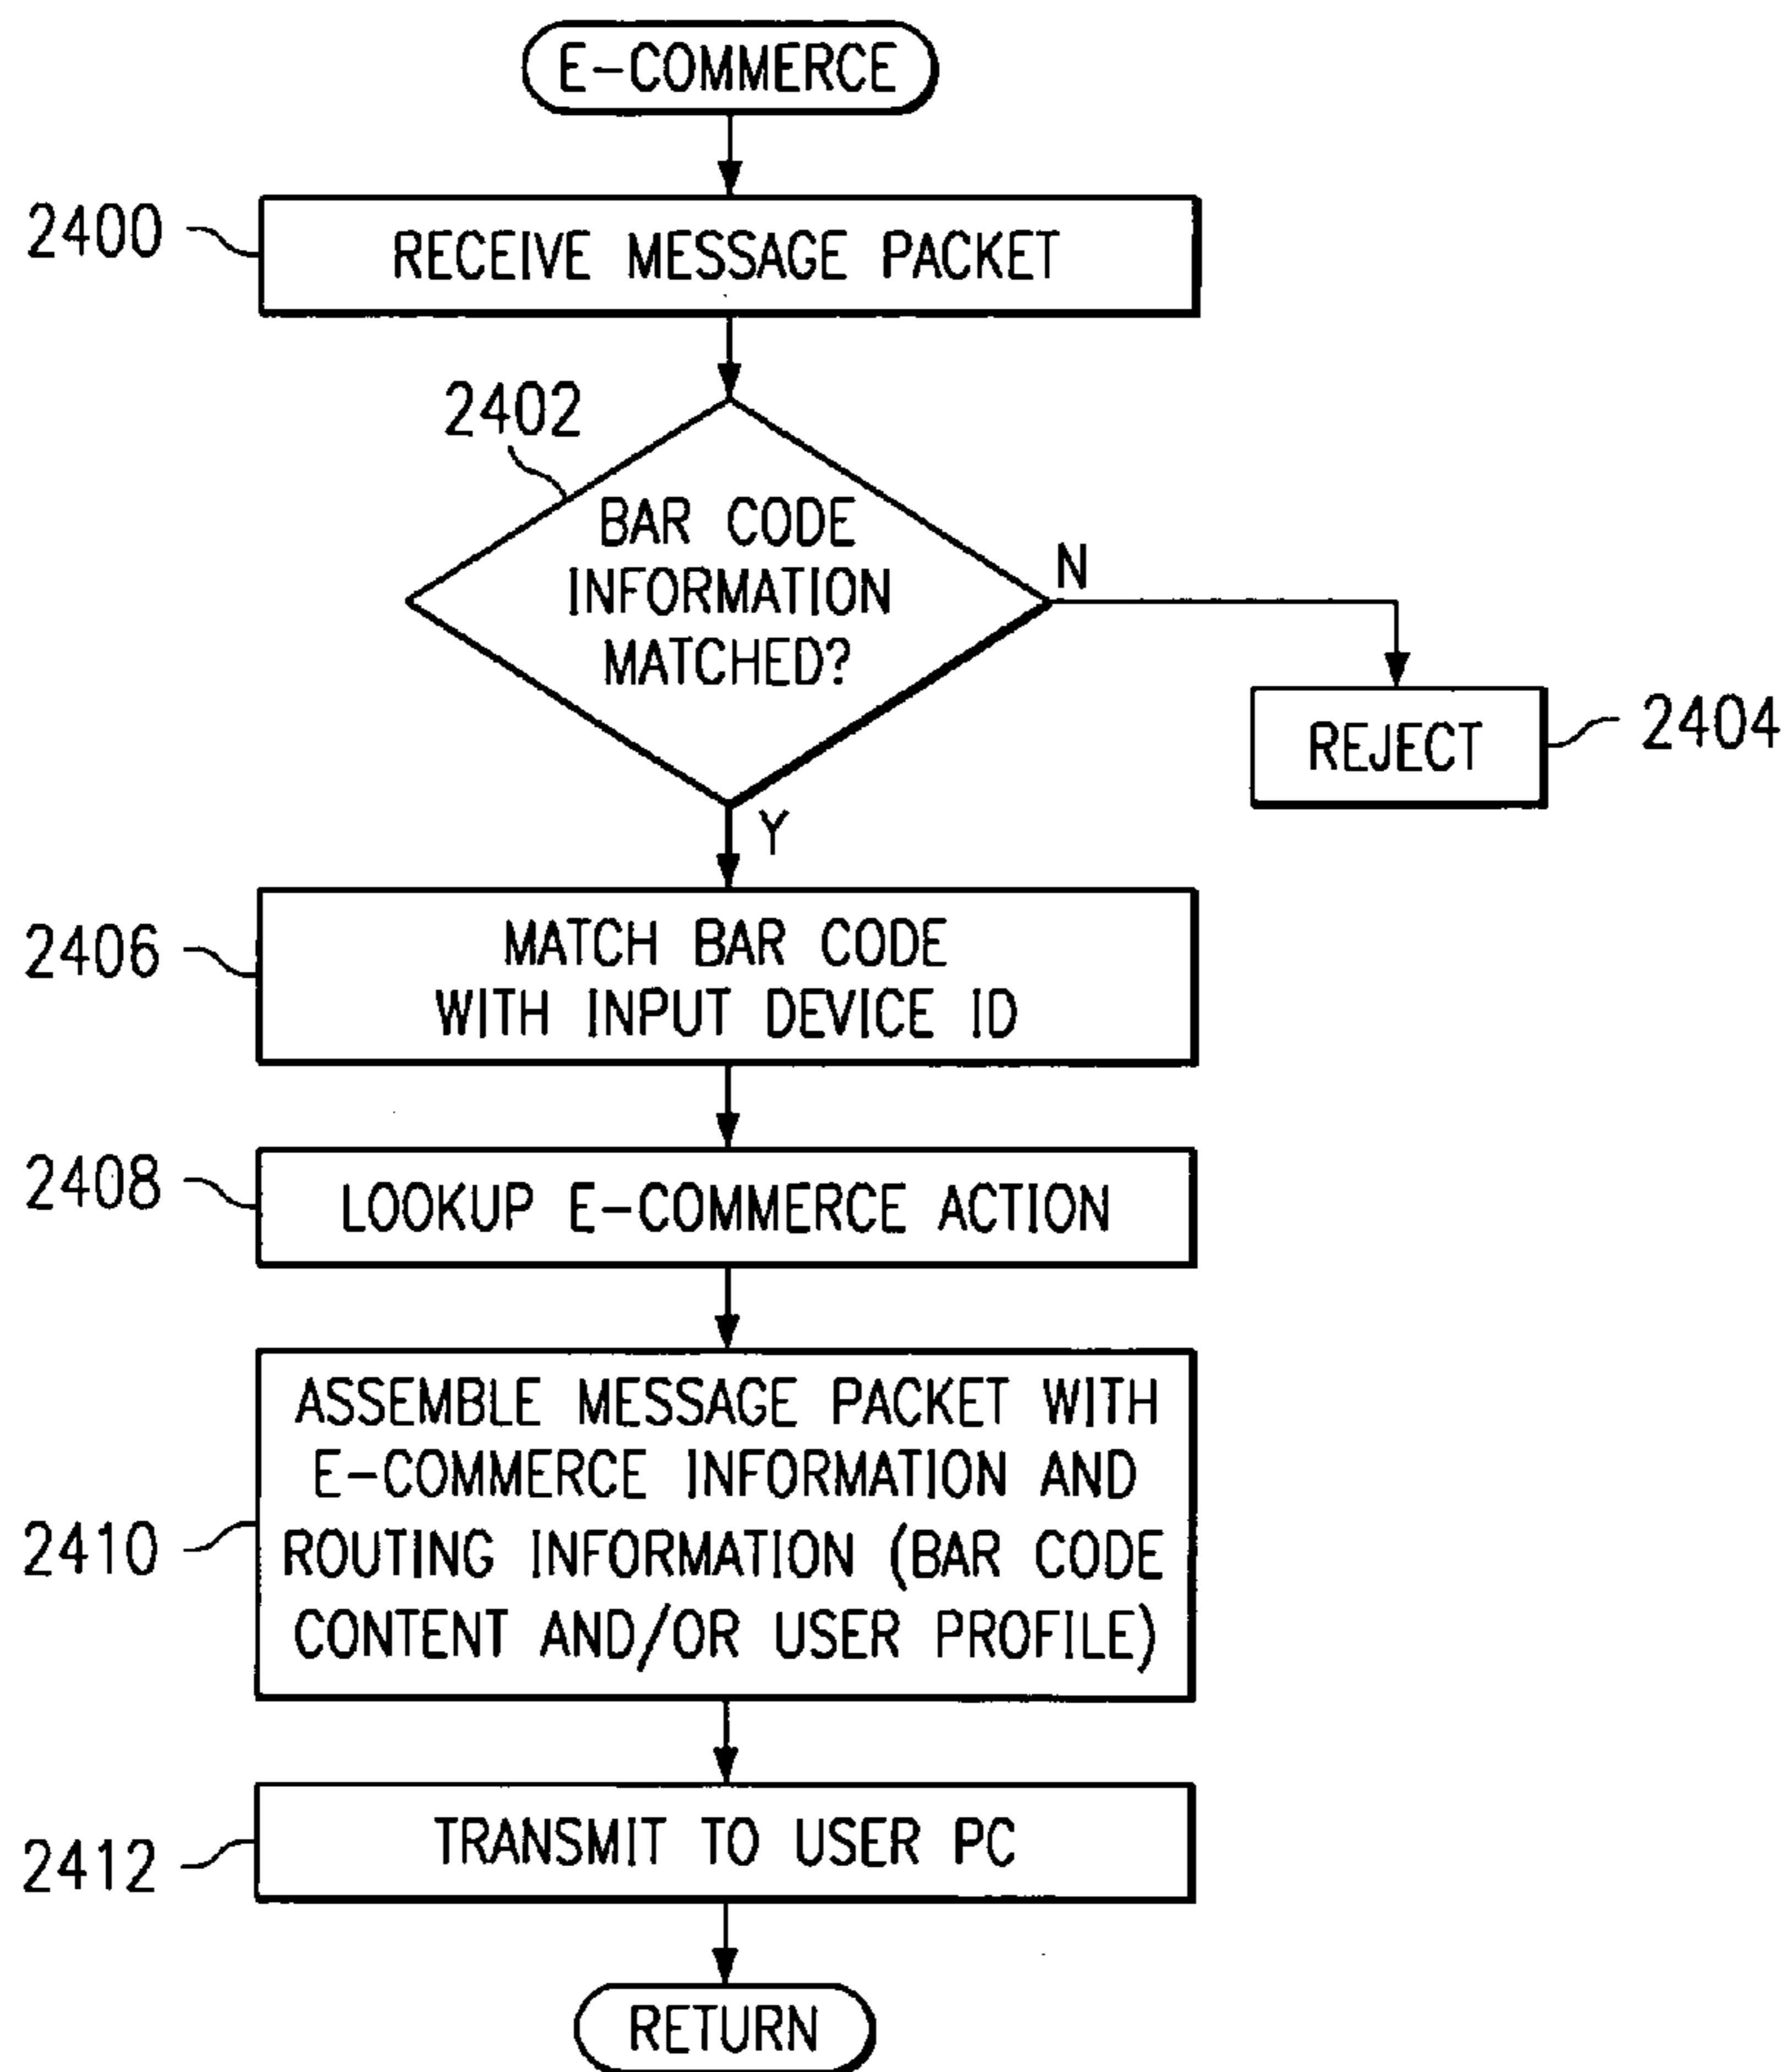 E-COMMERCE
2400
RECEIVE MESSAGE PACKET
2402
BAR CODE
INFORMATION
MATCHED?
N
REJECT
2404
Y
2406
MATCH BAR CODE
WITH INPUT DEVICE ID
2408
LOOKUP E-COMMERCE ACTION
2410
ASSEMBLE MESSAGE PACKET WITH
E-COMMERCE INFORMATION AND
ROUTING INFORMATION (BAR CODE
CONTENT AND/OR USER PROFILE)
2412
TRANSMIT TO USER PC
RETURN